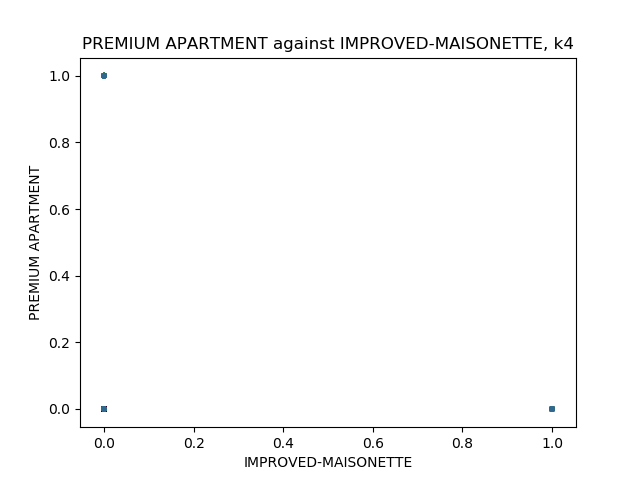 PREMIUM APARTMENT against IMPROVED-MAISONETTE, k4
1.0
0.8
0.6
0.4
0.2
0.0
PREMIUM APARTMENT
0.0 0.2 0.4 0.6 0.8 1.0
IMPROVED-MAISONETTE